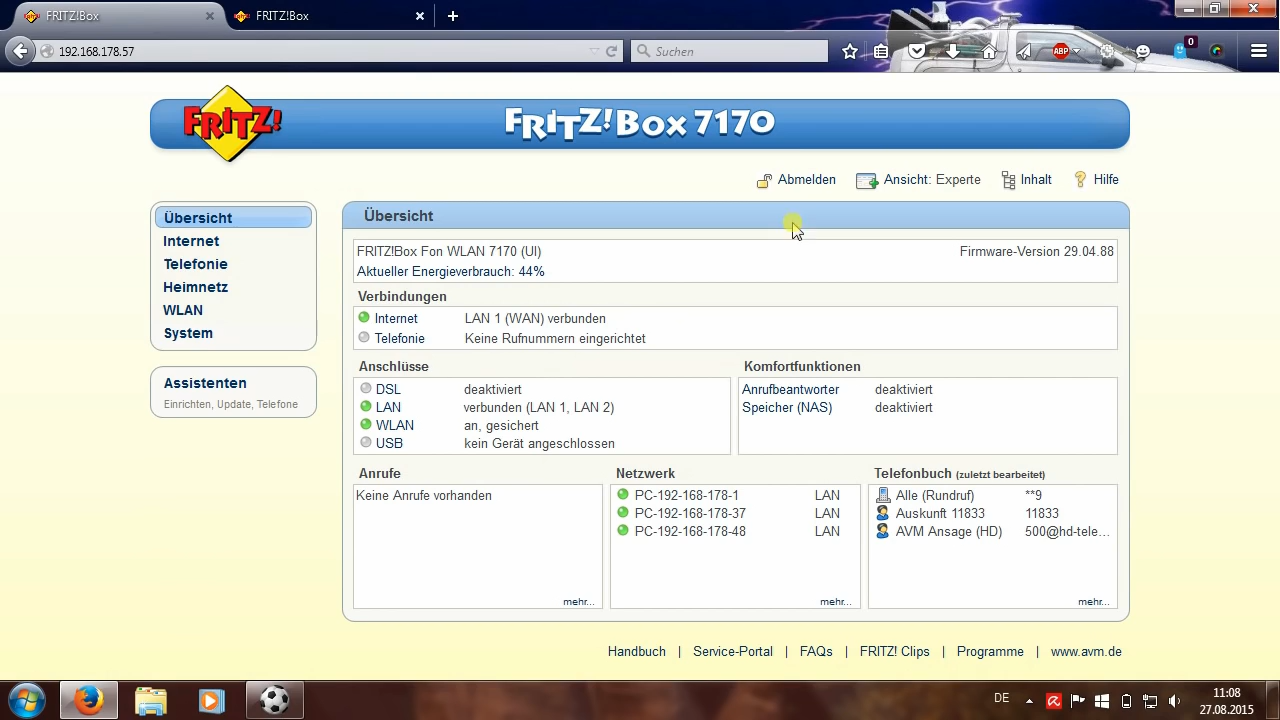 FRITZ!Box
FRITZ!Box
192.168.178.57
Suchen
ABP
0
FRITZ!
FRITZ!Box 7170
Abmelden
Ansicht: Experte
Inhalt
Hilfe
Übersicht
Internet
Telefonie
Heimnetz
WLAN
System
Assistenten
Einrichten, Update, Telefone
Übersicht
FRITZ!Box Fon WLAN 7170 (UI) Firmware-Version 29.04.88
Aktueller Energieverbrauch: 44%
Verbindungen
Internet LAN 1 (WAN) verbunden
Telefonie Keine Rufnummern eingerichtet
Anschlüsse
DSL deaktiviert
LAN verbunden (LAN 1, LAN 2)
WLAN an, gesichert
USB kein Gerät angeschlossen
Komfortfunktionen
Anrufbeantworter deaktiviert
Speicher (NAS) deaktiviert
Anrufe
Keine Anrufe vorhanden
mehr...
Netzwerk
PC-192-168-178-1 LAN
PC-192-168-178-37 LAN
PC-192-168-178-48 LAN
mehr...
Telefonbuch (zuletzt bearbeitet)
Alle (Rundruf) **9
Auskunft 11833 11833
AVM Ansage (HD) 500@hd-tele...
mehr...
Handbuch | Service-Portal | FAQs | FRITZ! Clips | Programme | www.avm.de
DE
11:08
27.08.2015